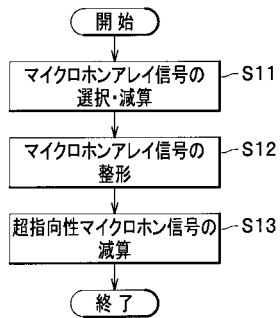 開始
マイクロホンアレイ信号の
選択・減算
S11
マイクロホンアレイ信号の
整形
S12
超指向性マイクロホン信号の
減算
S13
終了